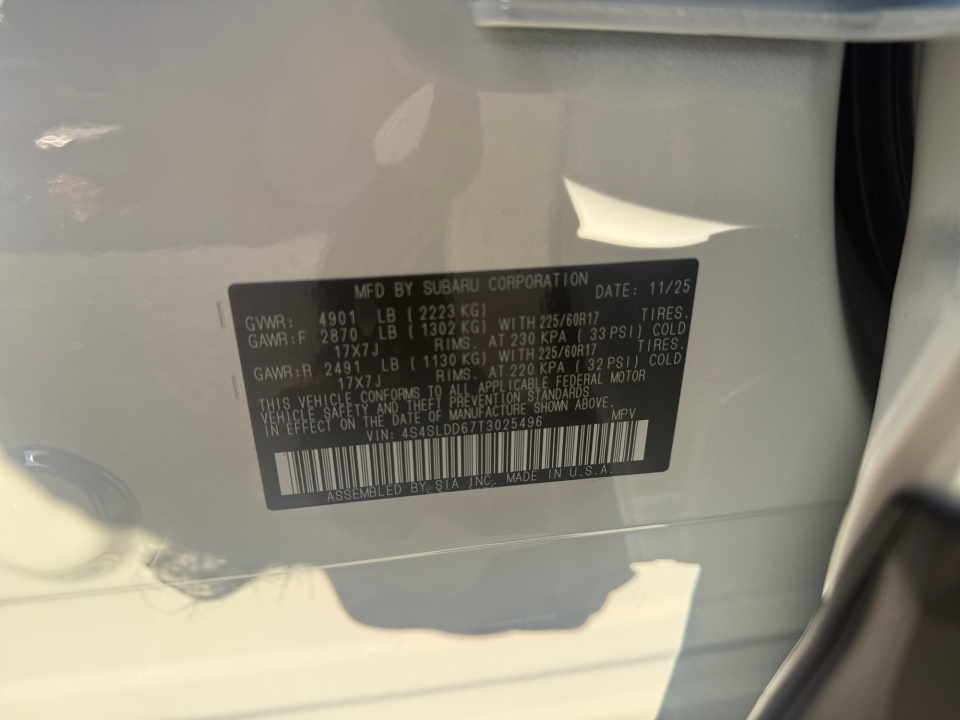 MFD BY SUBARU CORPORATION DATE: 11/25
GVWR: 4901 LB ( 2223 KG)
GAWR:F 2870 LB ( 1302 KG) WITH 225/60R17 TIRES.
17X7J RIMS. AT 230 KPA ( 33 PSI) COLD
GAWR:R 2491 LB ( 1130 KG) WITH 225/60R17 TIRES.
17X7J RIMS. AT 220 KPA ( 32 PSI) COLD
THIS VEHICLE CONFORMS TO ALL APPLICABLE FEDERAL MOTOR
VEHICLE SAFETY AND THEFT PREVENTION STANDARDS
IN EFFECT ON THE DATE OF MANUFACTURE SHOWN ABOVE.
VIN: 4S4SLDD67T3025496 MPV
ASSEMBLED BY SIA INC. MADE IN U.S.A.